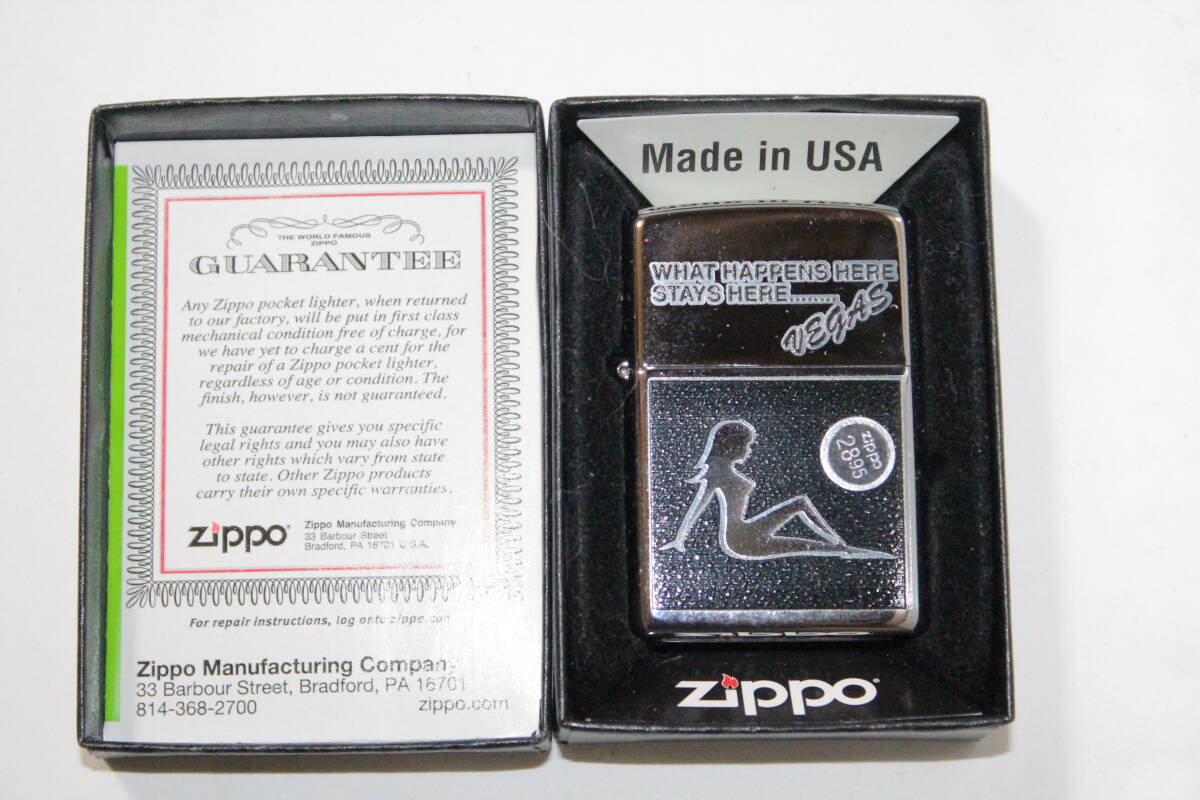 THE WORLD FAMOUS
ZIPPO
GUARANTEE
Any Zippo pocket lighter, when returned
to our factory, will be put in first class
mechanical condition free of charge, for
we have yet to charge a cent for the
repair of a Zippo pocket lighter,
regardless of age or condition. The
finish, however, is not guaranteed.
This guarantee gives you specific
legal rights and you may also have
other rights which vary from state
to state. Other Zippo products
carry their own specific warranties.
zippo®
Zippo Manufacturing Company
33 Barbour Street
Bradford, PA 16701 U.S.A.
For repair instructions, log onto zippo.com
Zippo Manufacturing Company
33 Barbour Street, Bradford, PA 16701
814-368-2700 zippo.com
Made in USA
WHAT HAPPENS HERE
STAYS HERE........
VEGAS
zippo
2895
zippo®